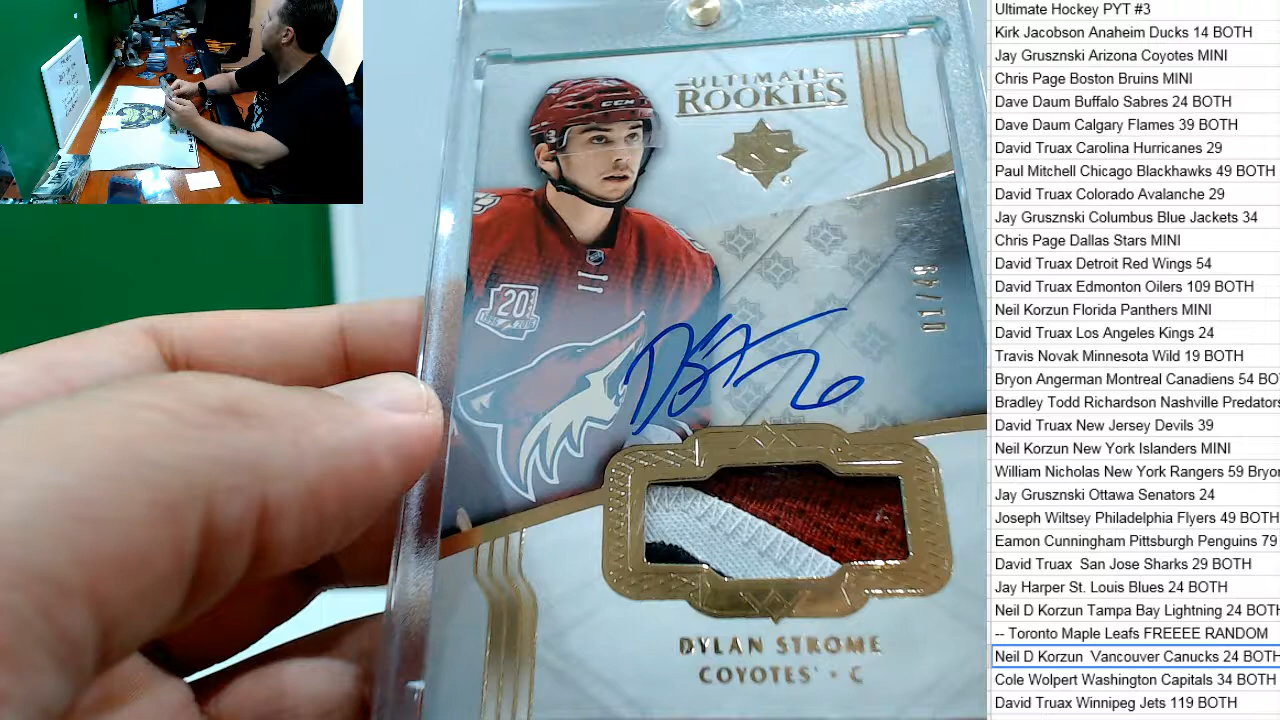 ULTIMATE
ROOKIES
CCM
20
01/49
DYLAN STROME
COYOTES • C
Ultimate Hockey PYT #3
Kirk Jacobson Anaheim Ducks 14 BOTH
Jay Grusznski Arizona Coyotes MINI
Chris Page Boston Bruins MINI
Dave Daum Buffalo Sabres 24 BOTH
Dave Daum Calgary Flames 39 BOTH
David Truax Carolina Hurricanes 29
Paul Mitchell Chicago Blackhawks 49 BOTH
David Truax Colorado Avalanche 29
Jay Grusznski Columbus Blue Jackets 34
Chris Page Dallas Stars MINI
David Truax Detroit Red Wings 54
David Truax Edmonton Oilers 109 BOTH
Neil Korzun Florida Panthers MINI
David Truax Los Angeles Kings 24
Travis Novak Minnesota Wild 19 BOTH
Bryon Angerman Montreal Canadiens 54 BO
Bradley Todd Richardson Nashville Predators
David Truax New Jersey Devils 39
Neil Korzun New York Islanders MINI
William Nicholas New York Rangers 59 Bryo
Jay Grusznski Ottawa Senators 24
Joseph Wiltsey Philadelphia Flyers 49 BOTH
Eamon Cunningham Pittsburgh Penguins 79
David Truax San Jose Sharks 29 BOTH
Jay Harper St. Louis Blues 24 BOTH
Neil D Korzun Tampa Bay Lightning 24 BOTH
-- Toronto Maple Leafs FREEEE RANDOM
Neil D Korzun Vancouver Canucks 24 BOTH
Cole Wolpert Washington Capitals 34 BOTH
David Truax Winnipeg Jets 119 BOTH